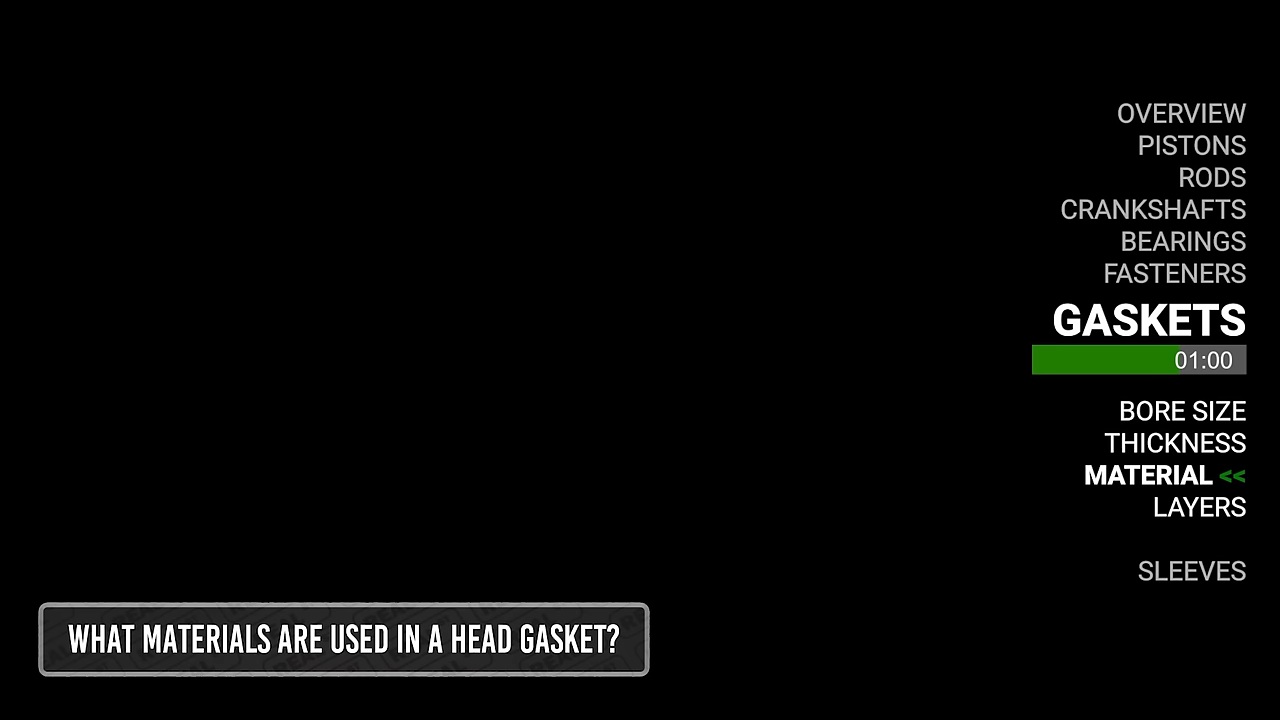 OVERVIEW
PISTONS
RODS
CRANKSHAFTS
BEARINGS
FASTENERS
GASKETS
01:00
BORE SIZE
THICKNESS
MATERIAL <<
LAYERS
SLEEVES
WHAT MATERIALS ARE USED IN A HEAD GASKET?